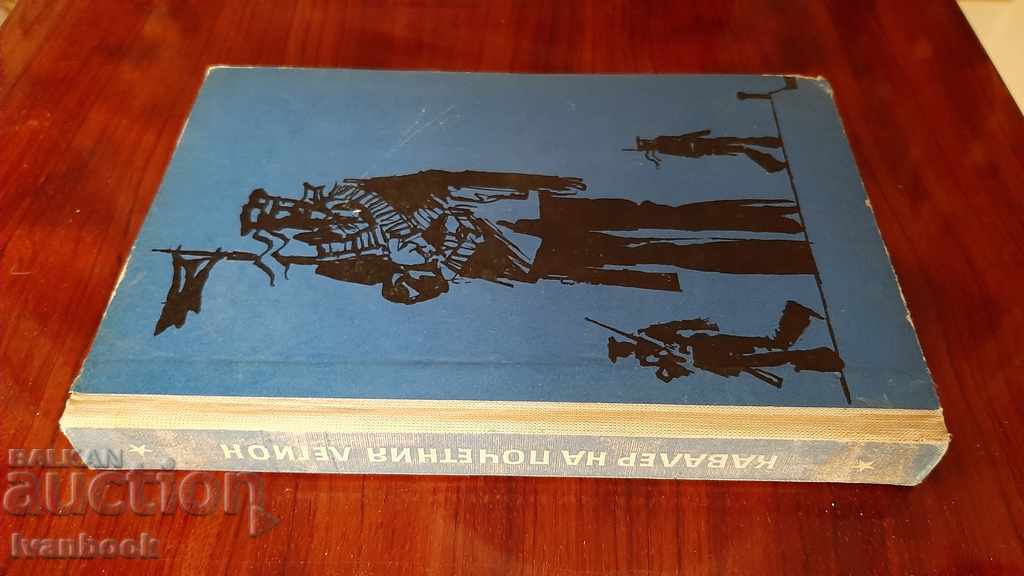 ★ КАВАЛЕР НА ПОЧЕТНИЯ ЛЕГИОН ★
BALKAN
auction
Ivanbook